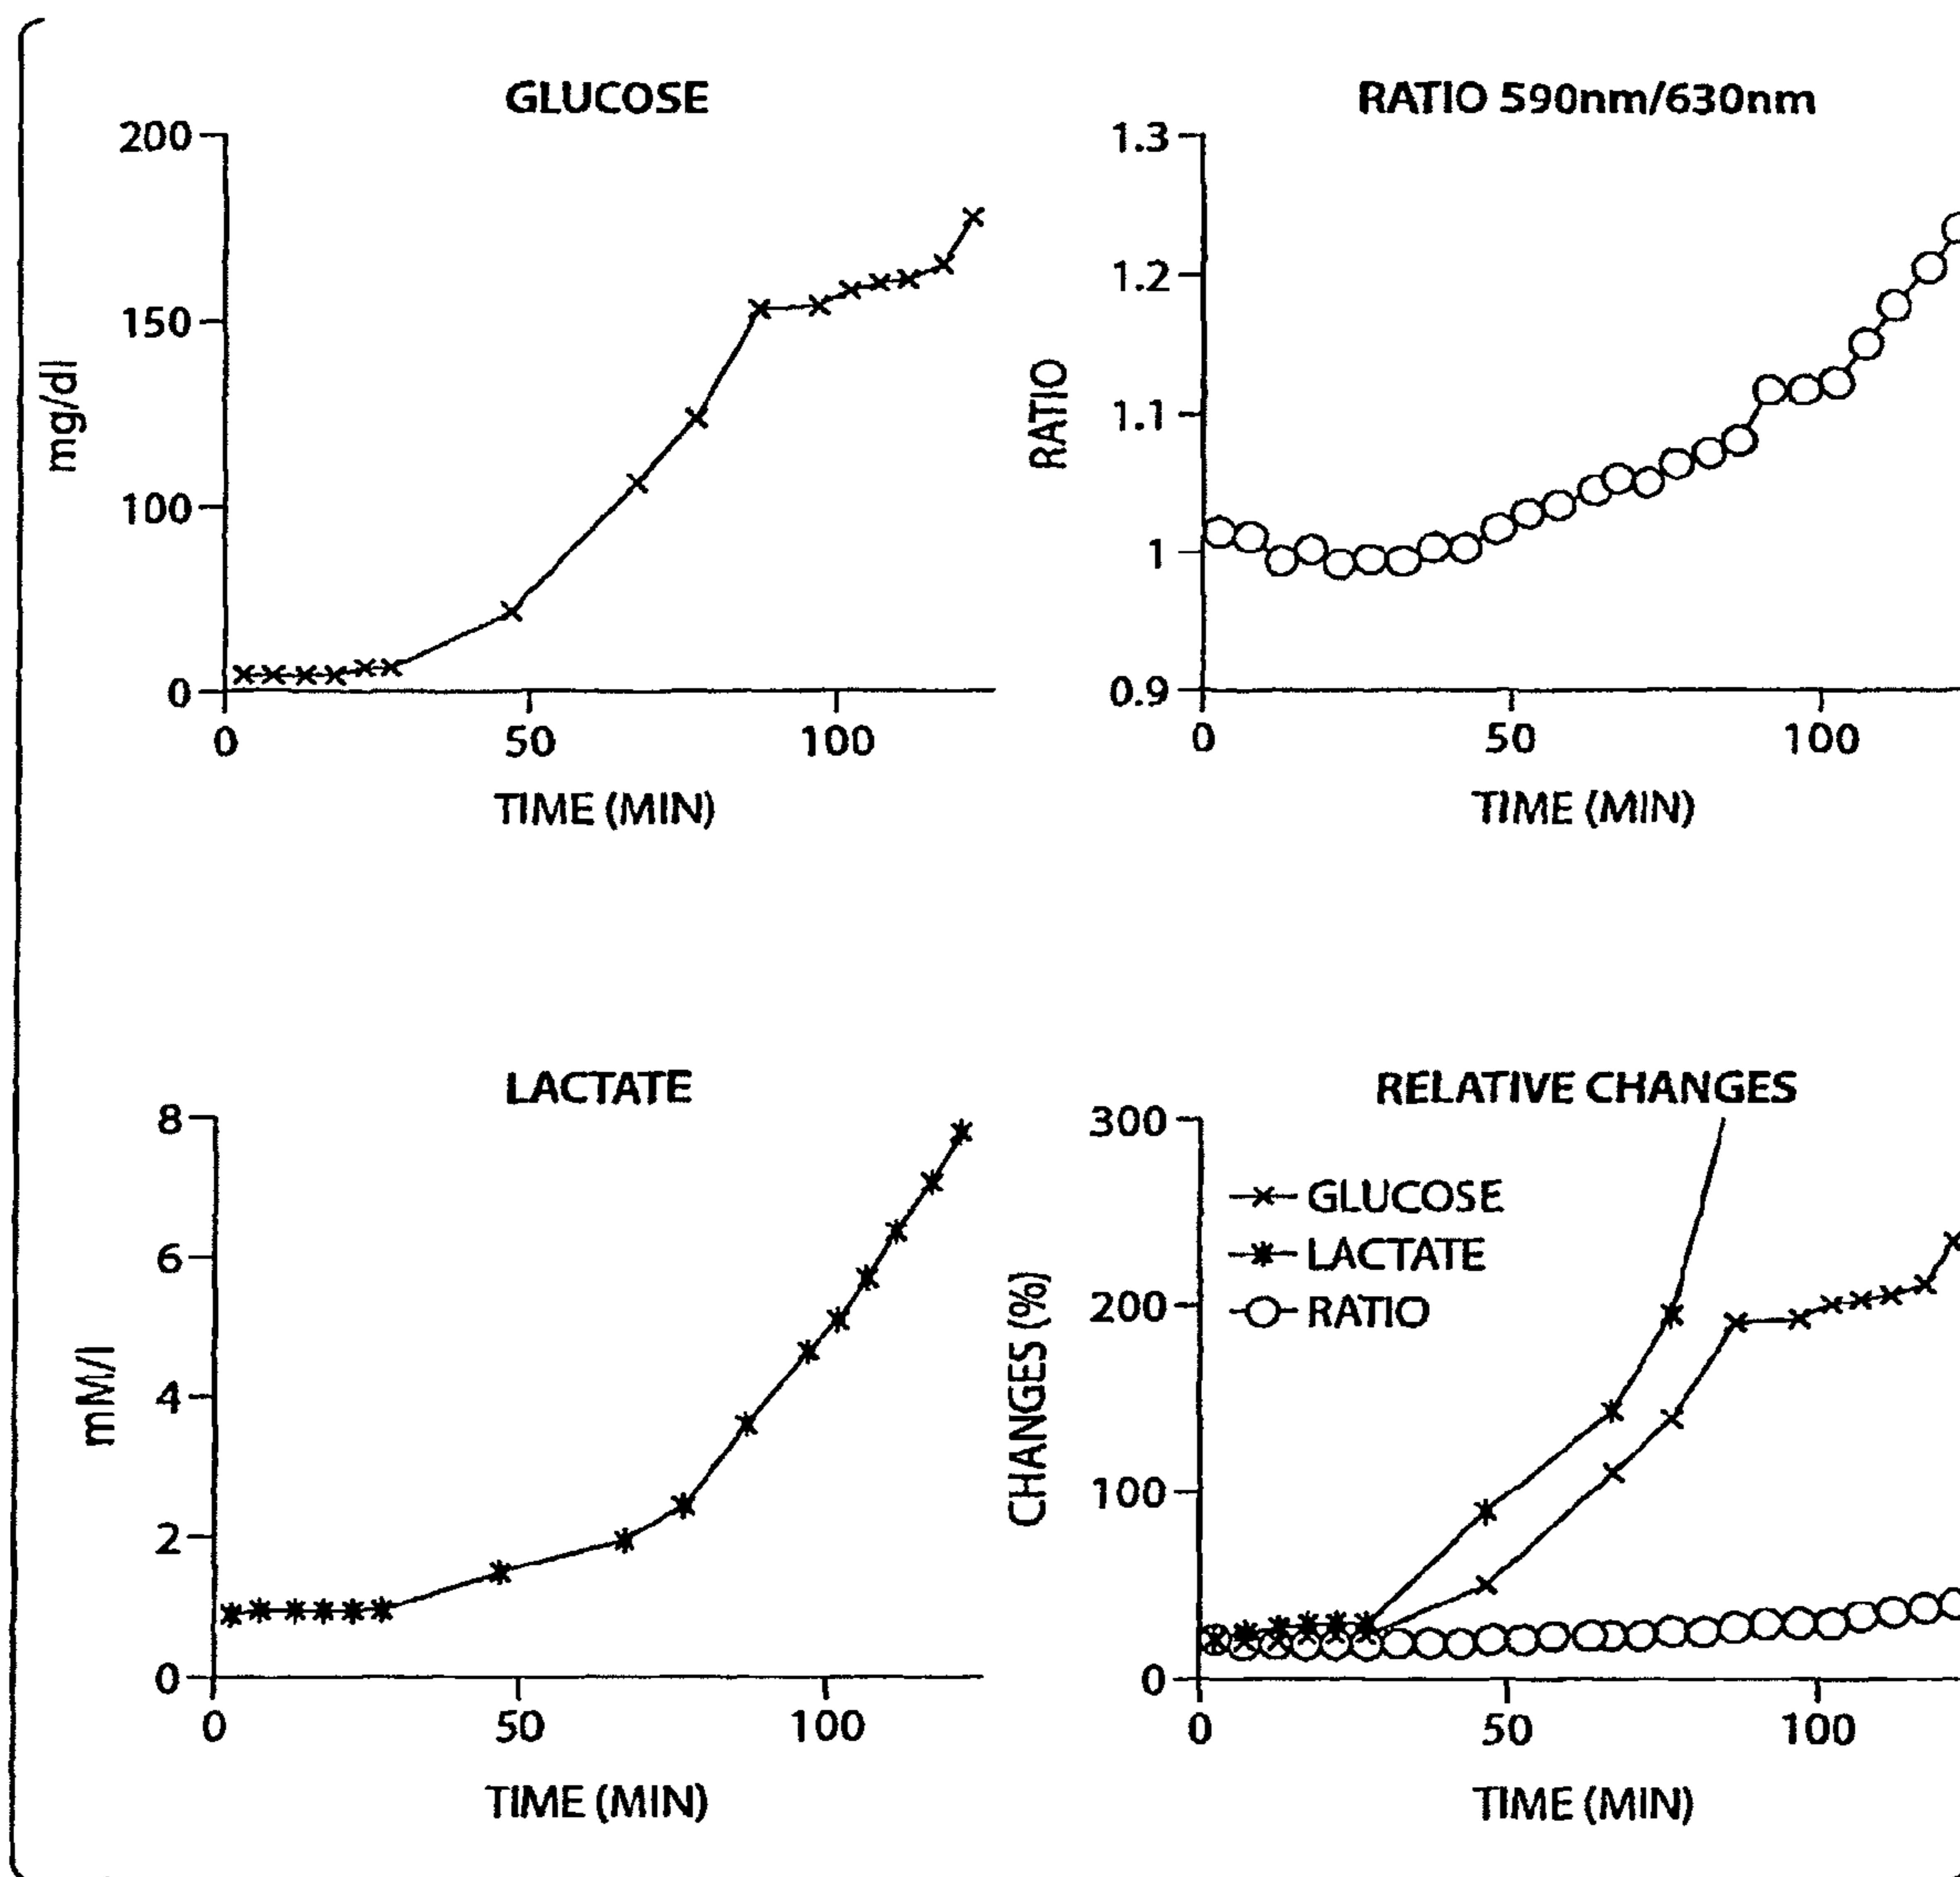 GLUCOSE
200
150
100
0
mg/dl
0 50 100
TIME (MIN)
RATIO 590nm/630nm
1.3
1.2
1.1
1
0.9
RATIO
0 50 100
TIME (MIN)
LACTATE
8
6
4
2
0
mM/l
0 50 100
TIME (MIN)
RELATIVE CHANGES
300
200
100
0
CHANGES (%)
GLUCOSE
LACTATE
RATIO
0 50 100
TIME (MIN)